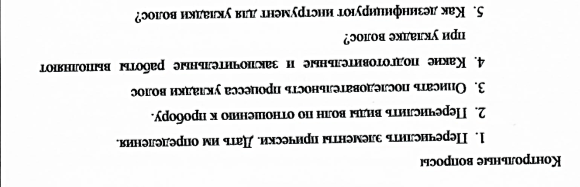 Контрольные вопросы
1. Перечислить элементы прически. Дать им определения.
2. Перечислить виды волн по отношению к пробору.
3. Описать последовательность процесса укладки волос
4. Какие подготовительные и заключительные работы выполняют
при укладке волос?
5. Как дезинфицируют инструмент для укладки волос?